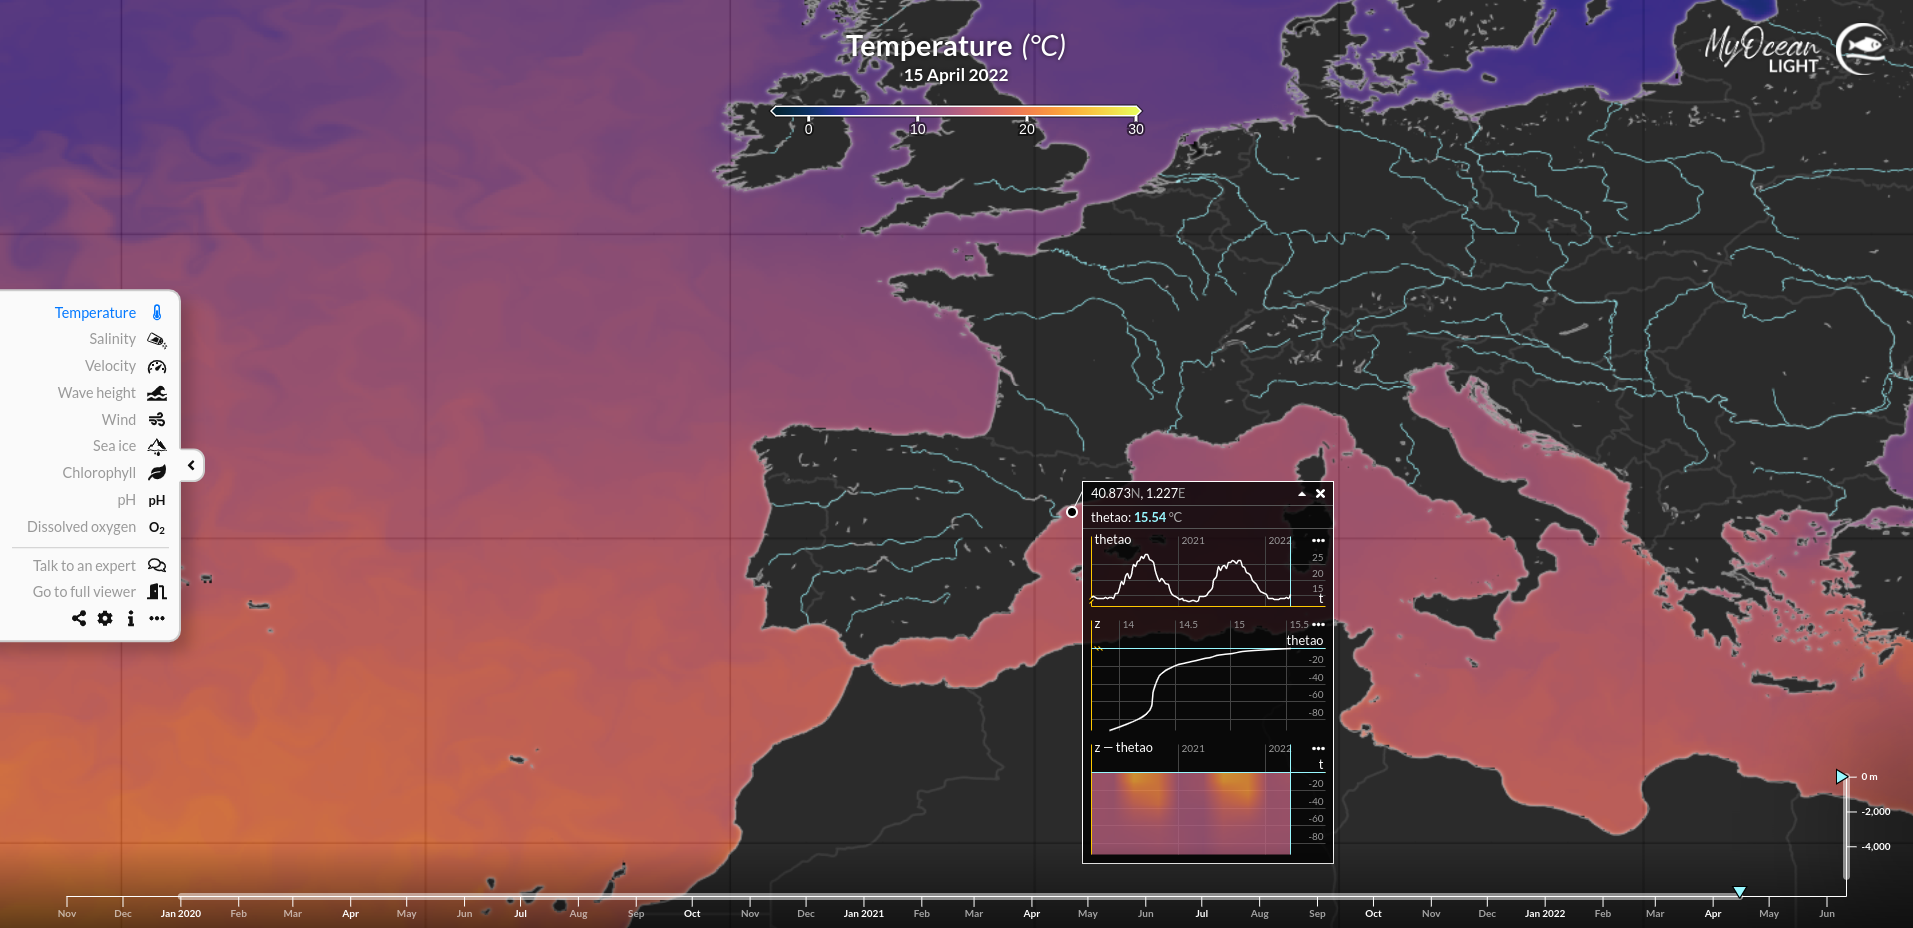 Temperature (°C)
15 April 2022
0 10 20 30
MyOcean
LIGHT
Temperature
Salinity
Velocity
Wave height
Wind
Sea ice
Chlorophyll
pH pH
Dissolved oxygen O₂
Talk to an expert
Go to full viewer
40.873N, 1.227E
thetao: 15.54 °C
thetao 2021 2022
25
20
15
t
z 14 14.5 15 15.5
thetao
-20
-40
-60
-80
z — thetao 2021 2022
t
-20
-40
-60
-80
0 m
-2,000
-4,000
Nov Dec Jan 2020 Feb Mar Apr May Jun Jul Aug Sep Oct Nov Dec Jan 2021 Feb Mar Apr May Jun Jul Aug Sep Oct Nov Dec Jan 2022 Feb Mar Apr May Jun